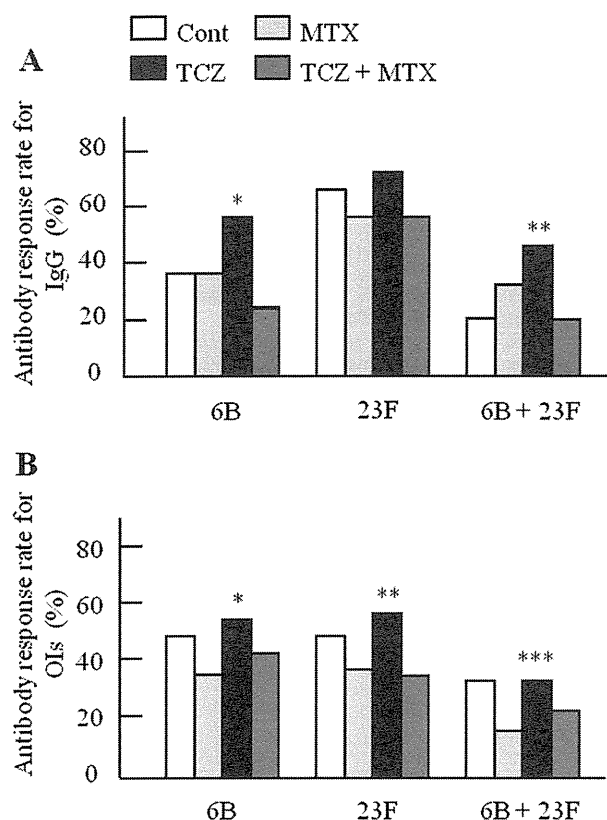 Cont MTX
TCZ TCZ + MTX
A
Antibody response rate for
IgG (%)
80
60
40
20
0
*
**
6B 23F 6B + 23F
B
Antibody response rate for
OIs (%)
80
60
40
20
0
*
**
***
6B 23F 6B + 23F